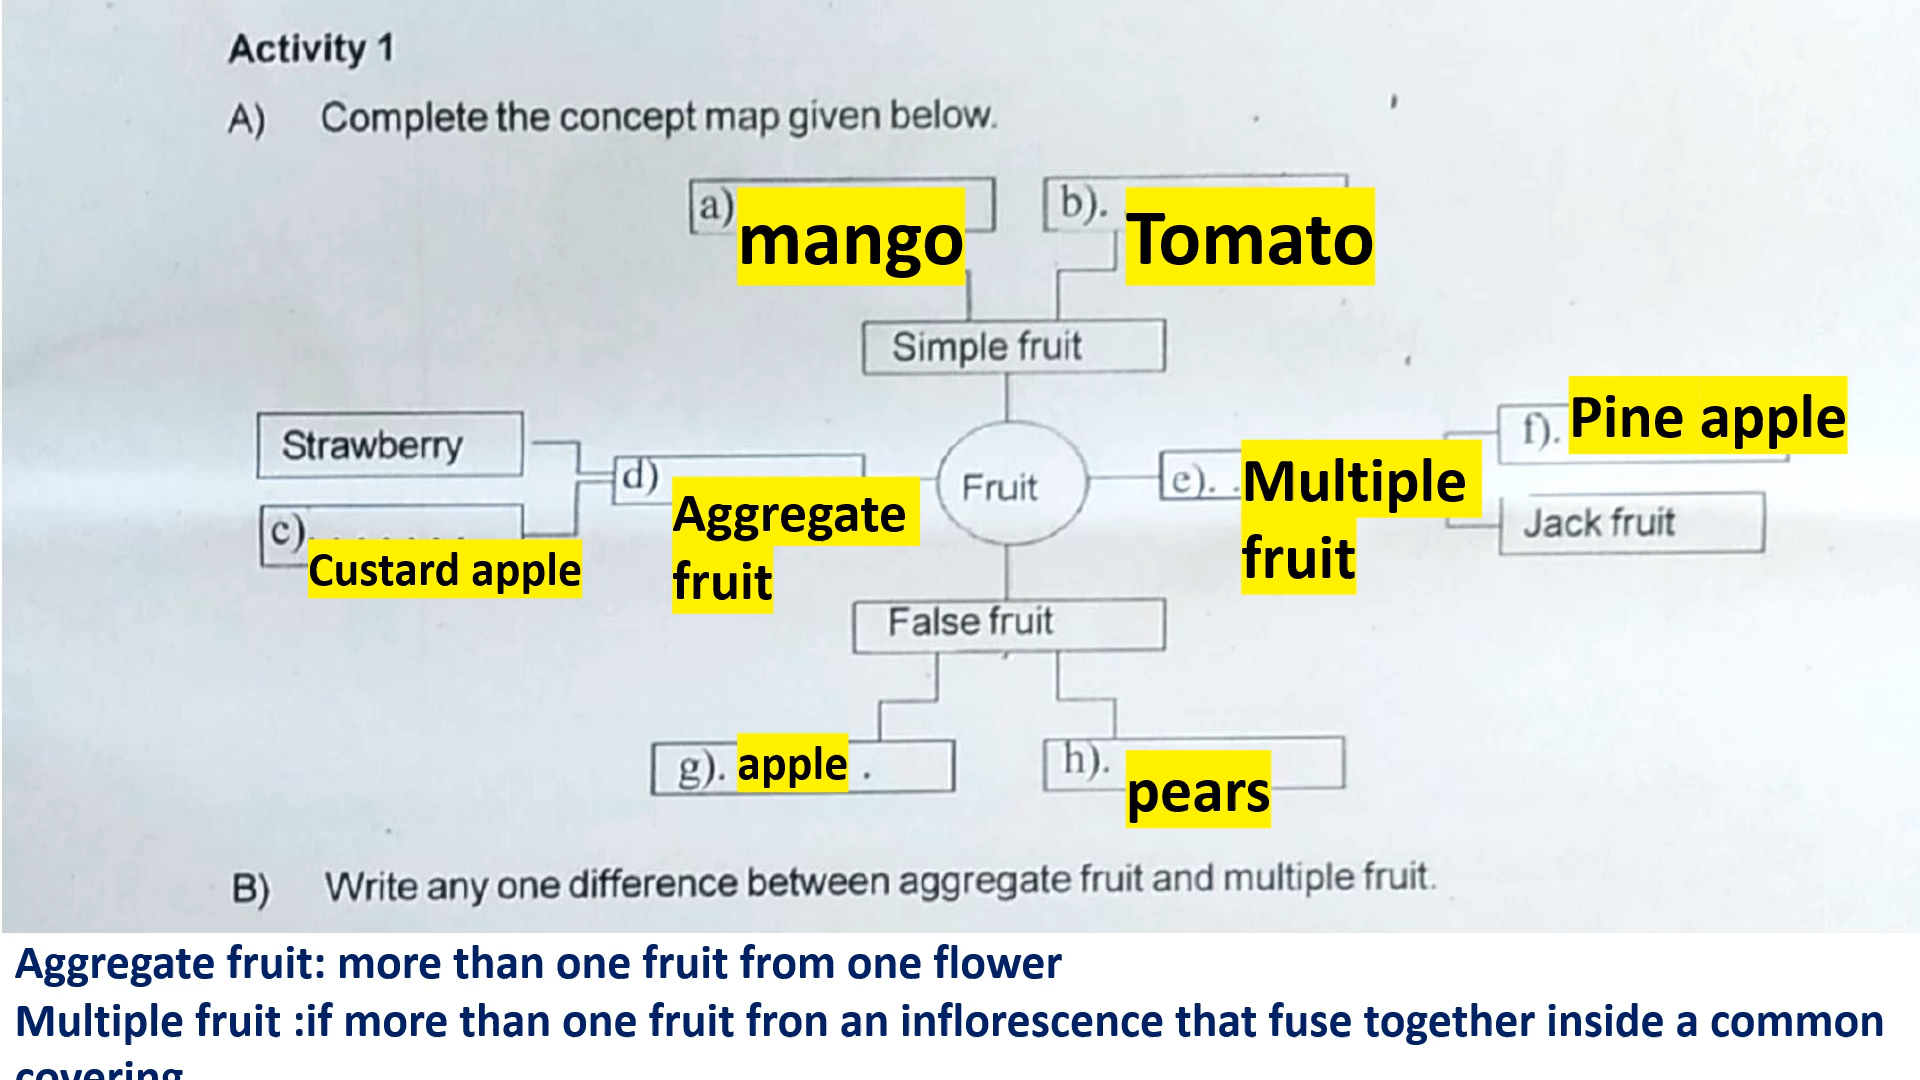 Activity 1
A) Complete the concept map given below.
a) mango
b). Tomato
Simple fruit
Strawberry
c). . . . . . . . Custard apple
d) Aggregate
fruit
Fruit
e). . Multiple
fruit
f). Pine apple
Jack fruit
False fruit
g). apple .
h). pears
B) Write any one difference between aggregate fruit and multiple fruit.
Aggregate fruit: more than one fruit from one flower
Multiple fruit :if more than one fruit fron an inflorescence that fuse together inside a common
covering